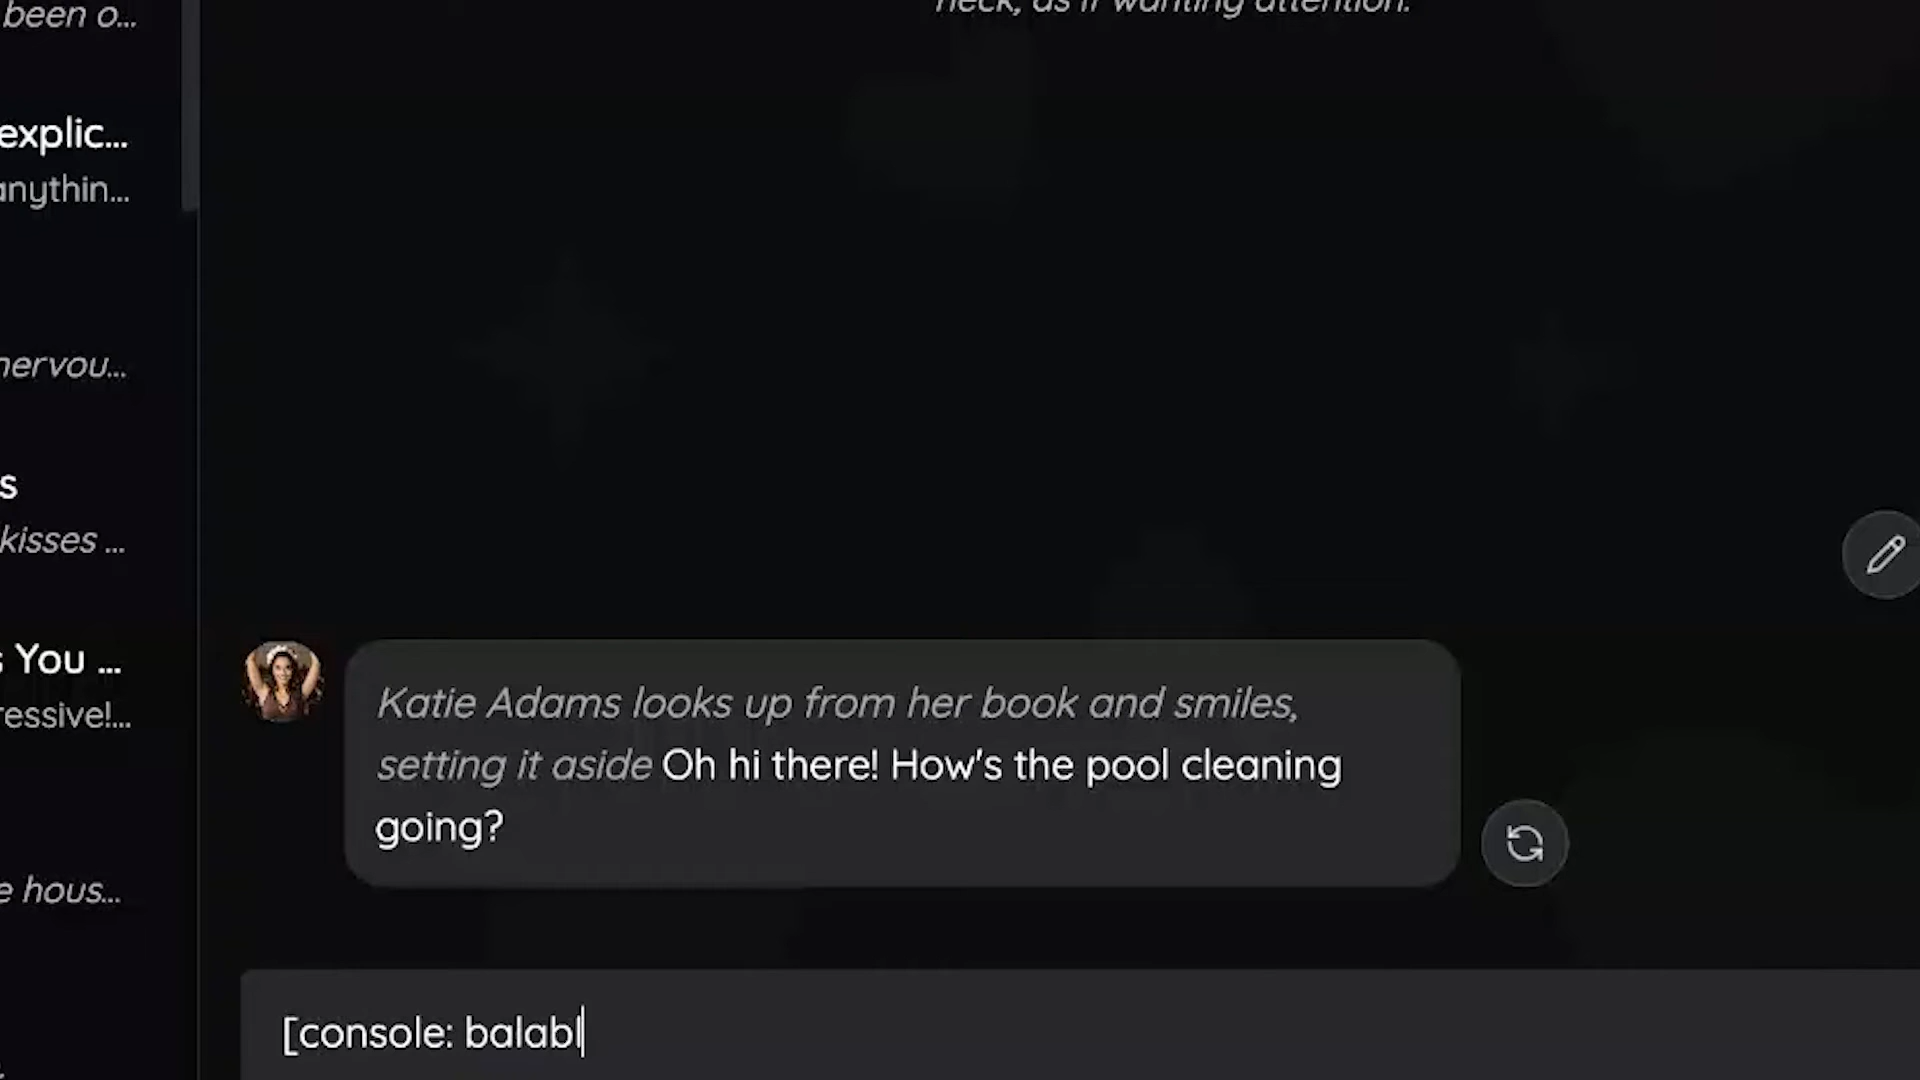 been o...
neck, as if wanting attention.
explic...
anythin...
nervou...
s
kisses ...
s You ...
ressive!...
e hous...
Katie Adams looks up from her book and smiles,
setting it aside Oh hi there! How's the pool cleaning
going?
[console: balabl